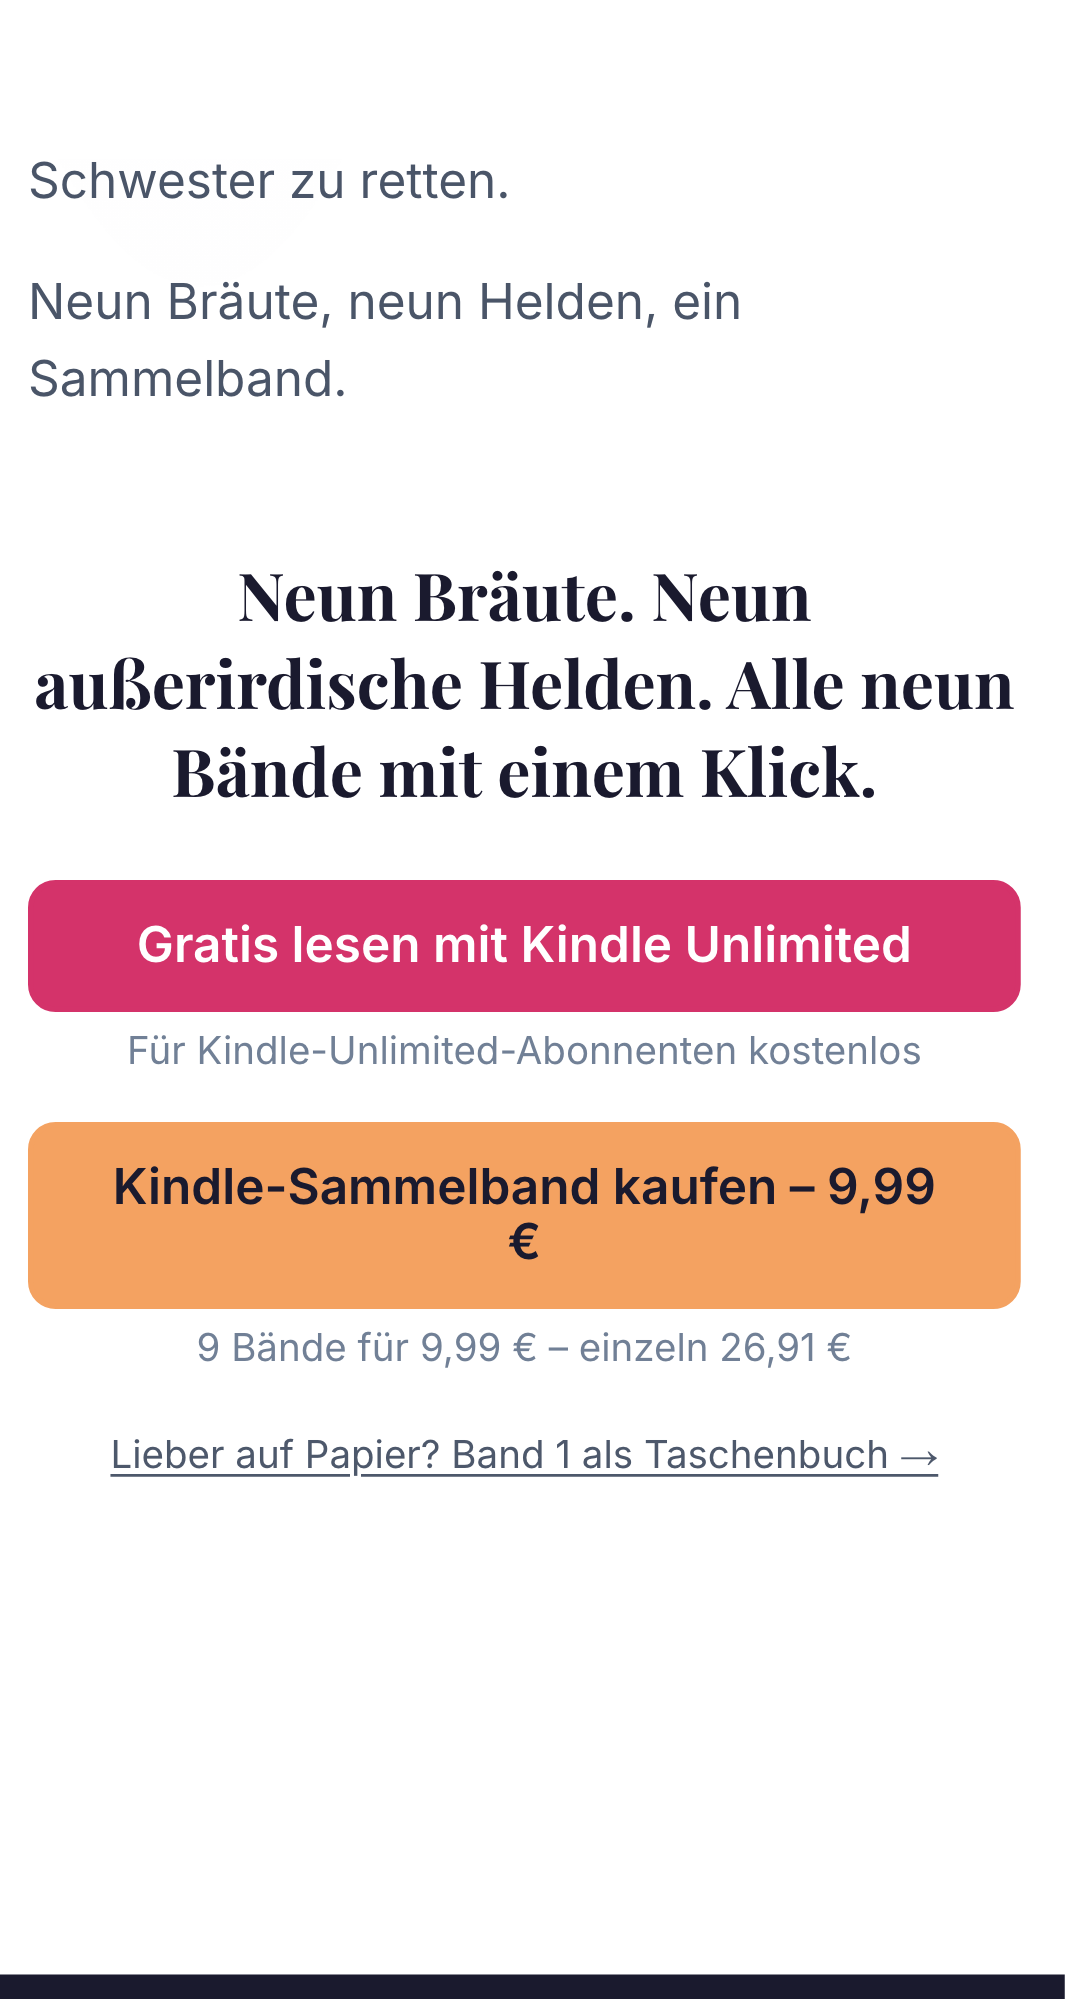 Schwester zu retten.
Neun Bräute, neun Helden, ein
Sammelband.
Neun Bräute. Neun
außerirdische Helden. Alle neun
Bände mit einem Klick.
Gratis lesen mit Kindle Unlimited
Für Kindle-Unlimited-Abonnenten kostenlos
Kindle-Sammelband kaufen – 9,99
€
9 Bände für 9,99 € – einzeln 26,91 €
Lieber auf Papier? Band 1 als Taschenbuch →